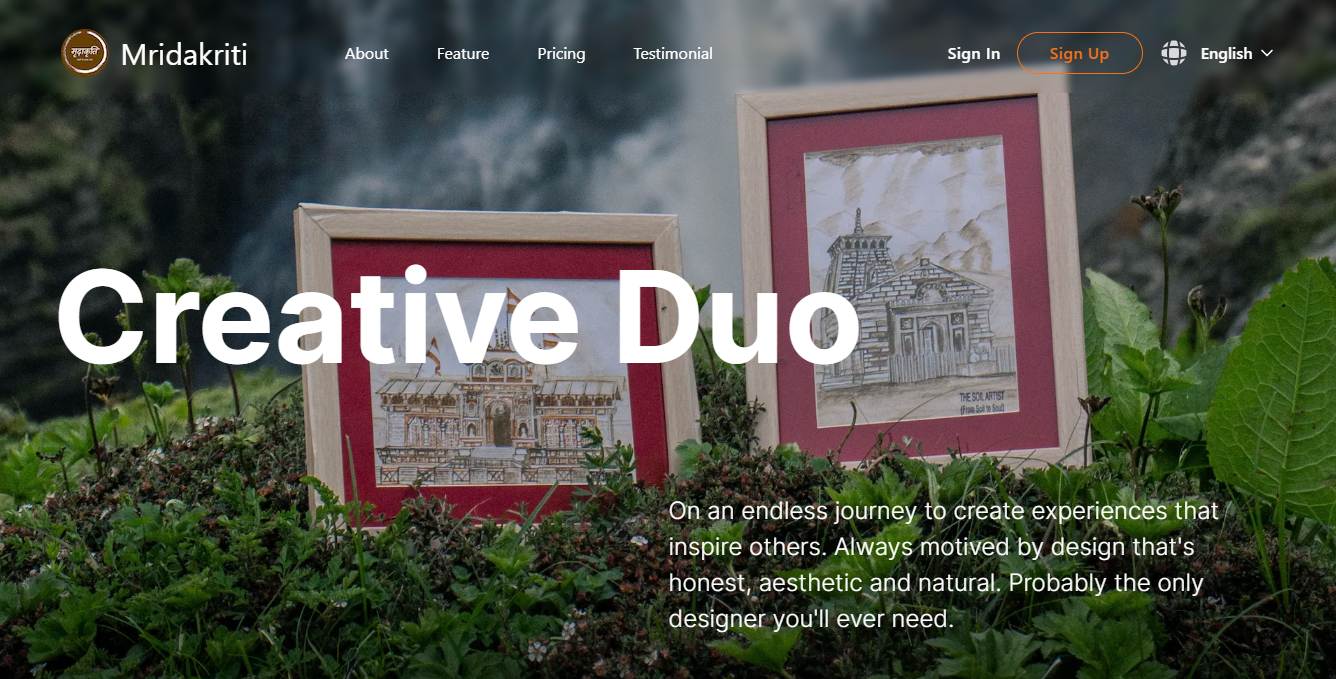 मृदाकृति
Mridakriti
About
Feature
Pricing
Testimonial
Sign In
Sign Up
English
Creative Duo
THE SOIL ARTIST
(From Soil to Soul)
On an endless journey to create experiences that
inspire others. Always motived by design that's
honest, aesthetic and natural. Probably the only
designer you'll ever need.